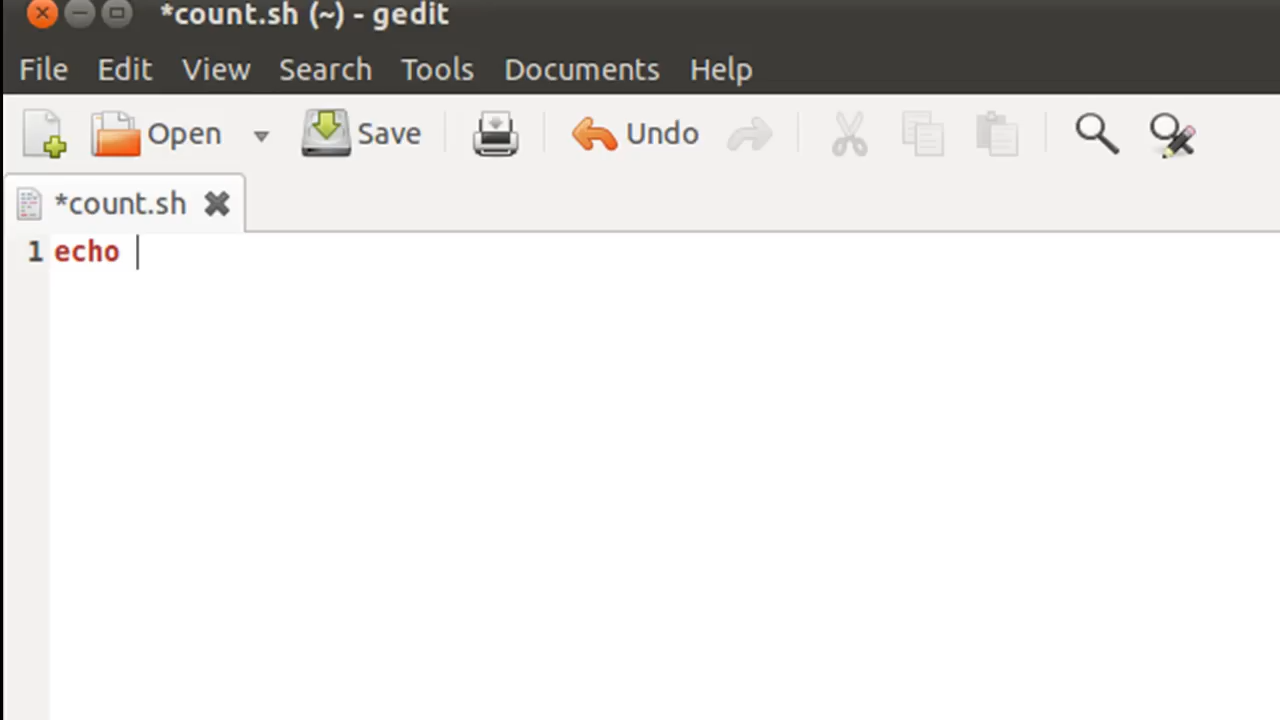 *count.sh (~) - gedit
File Edit View Search Tools Documents Help
Open Save Undo
*count.sh
1 echo